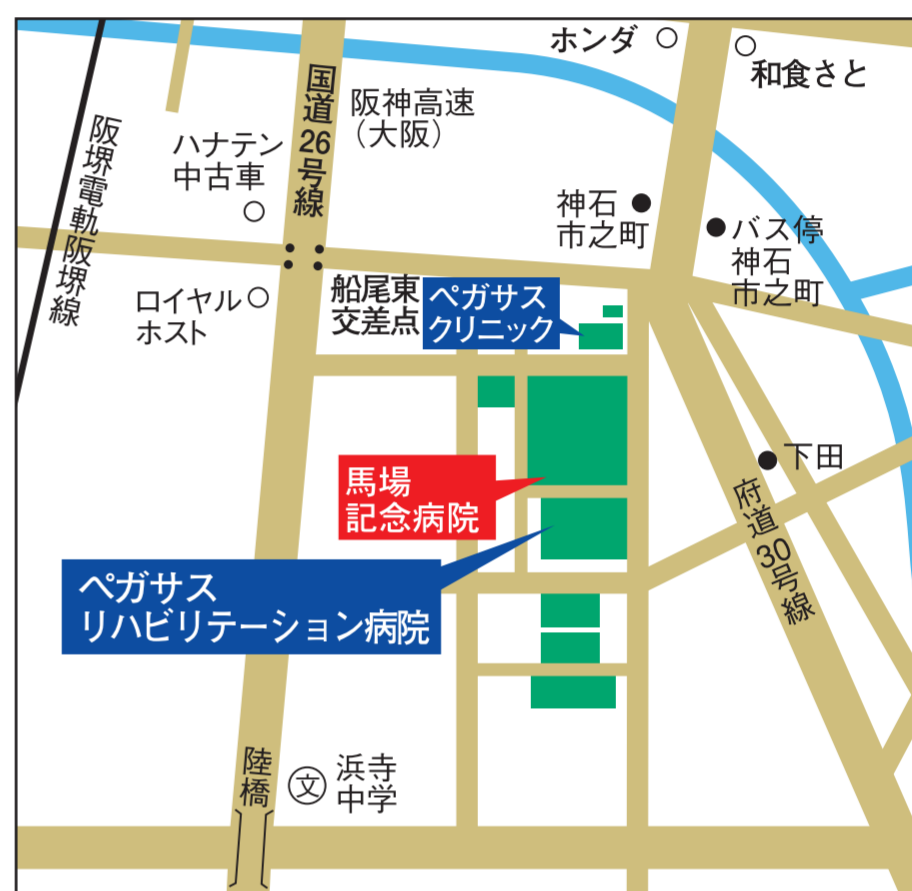 ホンダ
和食さと
国道26号線
阪神高速
（大阪）
阪堺電軌阪堺線
ハナテン
中古車
神石
市之町
バス停
神石
市之町
ロイヤル
ホスト
船尾東
交差点
ペガサス
クリニック
下田
馬場
記念病院
府道30号線
ペガサス
リハビリテーション病院
陸橋
文
浜寺
中学